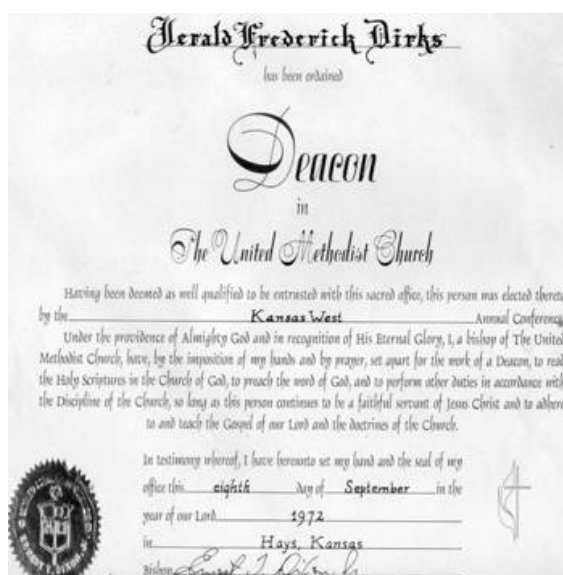 Jerald Frederick Dirks
has been ordained
Deacon
in
The United Methodist Church
Having been deemed as well qualified to be entrusted with this sacred office, this person was elected thereto
by the Kansas West Annual Conference
Under the providence of Almighty God and in recognition of His Eternal Glory, I, a bishop of The United
Methodist Church, have, by the imposition of my hands and by prayer, set apart for the work of a Deacon, to read
the Holy Scriptures in the Church of God, to preach the word of God, and to perform other duties in accordance with
the Discipline of the Church, so long as this person continues to be a faithful servant of Jesus Christ and to adhere
to and teach the Gospel of our Lord and the doctrines of the Church.
In testimony whereof, I have hereunto set my hand and the seal of my
office this eighth day of September in the
year of our Lord 1972
in Hays, Kansas
Bishop Ernest T.